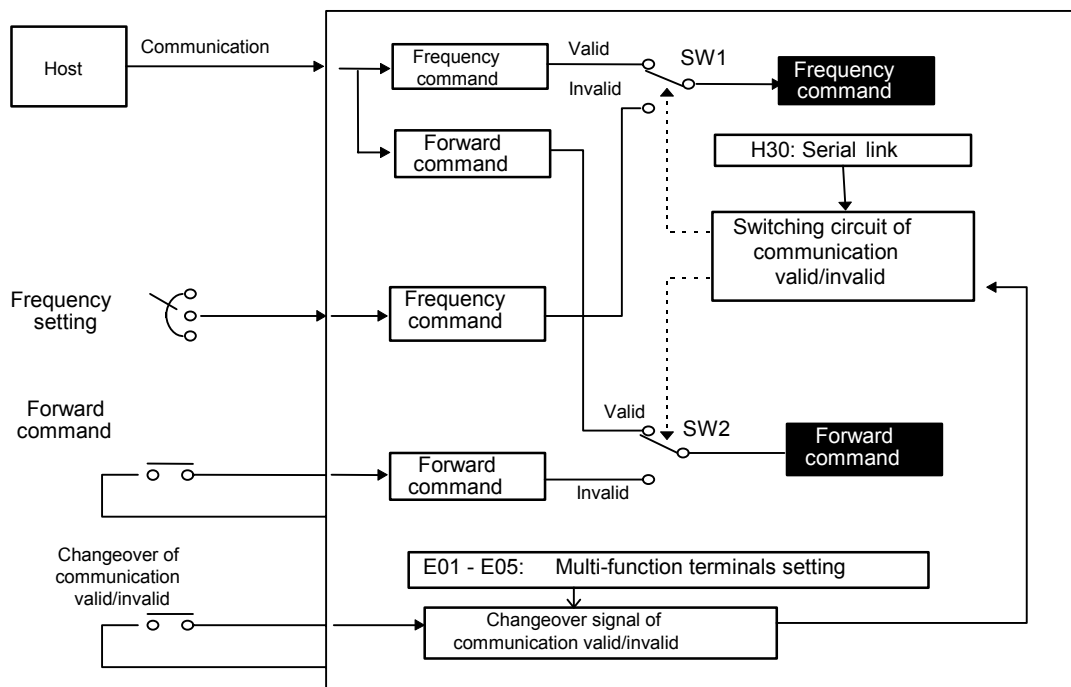 Host
Communication
Frequency
command
Valid
SW1
Frequency
command
Invalid
Forward
command
H30: Serial link
Switching circuit of
communication
valid/invalid
Frequency
setting
Frequency
command
Forward
command
Valid
SW2
Forward
command
Forward
command
Invalid
Changeover of
communication
valid/invalid
E01 - E05: Multi-function terminals setting
Changeover signal of
communication valid/invalid